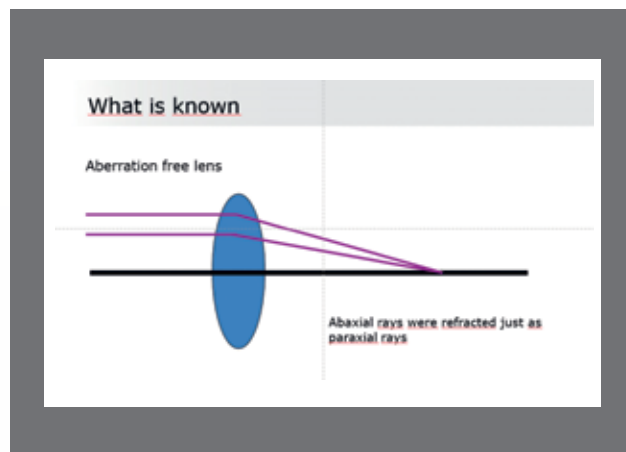 What is known
Aberration free lens
Abaxial rays were refracted just as
paraxial rays